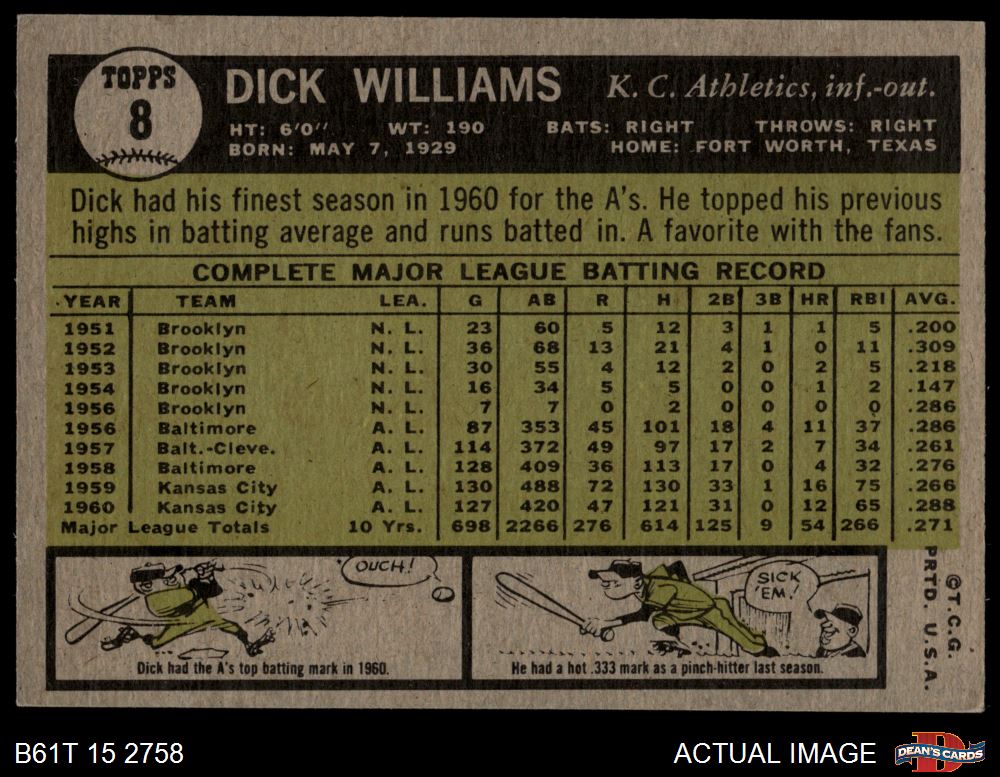 TOPPS
8
DICK WILLIAMS K. C. Athletics, inf.-out.
HT: 6'0" WT: 190 BATS: RIGHT THROWS: RIGHT
BORN: MAY 7, 1929 HOME: FORT WORTH, TEXAS
Dick had his finest season in 1960 for the A's. He topped his previous
highs in batting average and runs batted in. A favorite with the fans.
COMPLETE MAJOR LEAGUE BATTING RECORD
YEAR TEAM LEA. G AB R H 2B 3B HR RBI AVG.
1951 Brooklyn N. L. 23 60 5 12 3 1 1 5 .200
1952 Brooklyn N. L. 36 68 13 21 4 1 0 11 .309
1953 Brooklyn N. L. 30 55 4 12 2 0 2 5 .218
1954 Brooklyn N. L. 16 34 5 5 0 0 1 2 .147
1956 Brooklyn N. L. 7 7 0 2 0 0 0 0 .286
1956 Baltimore A. L. 87 353 45 101 18 4 11 37 .286
1957 Balt.-Cleve. A. L. 114 372 49 97 17 2 7 34 .261
1958 Baltimore A. L. 128 409 36 113 17 0 4 32 .276
1959 Kansas City A. L. 130 488 72 130 33 1 16 75 .266
1960 Kansas City A. L. 127 420 47 121 31 0 12 65 .288
Major League Totals 10 Yrs. 698 2266 276 614 125 9 54 266 .271
OUCH!
Dick had the A's top batting mark in 1960.
SICK
'EM!
He had a hot .333 mark as a pinch-hitter last season.
©T.C.G.
PRTD. U.S.A.
B61T 15 2758 ACTUAL IMAGE
DEAN'S CARDS